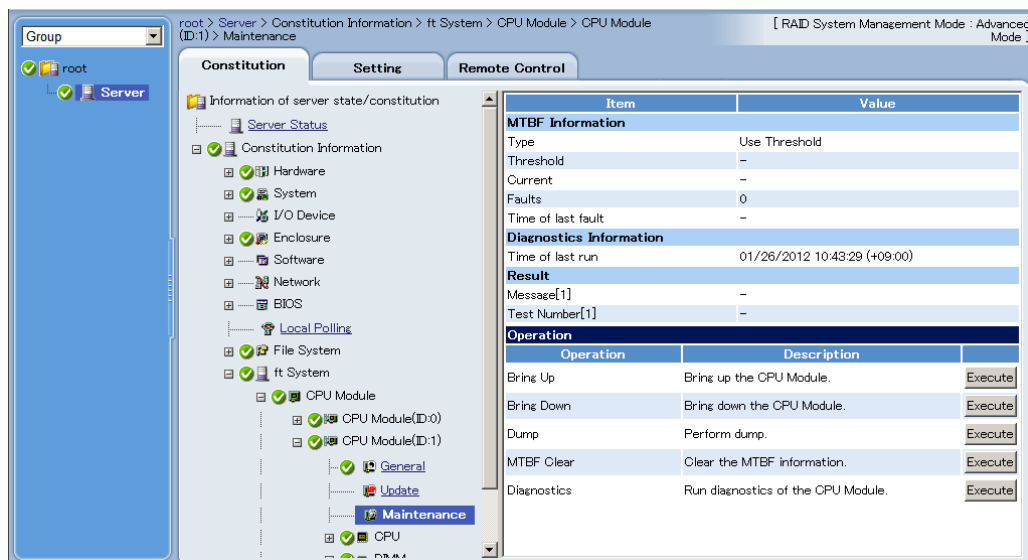 Group
root
Server
root > Server > Constitution Information > ft System > CPU Module > CPU Module
(ID:1) > Maintenance
[ RAID System Management Mode : Advanced
Mode ]
Constitution
Setting
Remote Control
Information of server state/constitution
Server Status
Constitution Information
Hardware
System
I/O Device
Enclosure
Software
Network
BIOS
Local Polling
File System
ft System
CPU Module
CPU Module(ID:0)
CPU Module(ID:1)
General
Update
Maintenance
CPU
DIMM
Item Value
MTBF Information
Type Use Threshold
Threshold -
Current -
Faults 0
Time of last fault -
Diagnostics Information
Time of last run 01/26/2012 10:43:29 (+09:00)
Result
Message[1] -
Test Number[1] -
Operation
Operation Description
Bring Up Bring up the CPU Module. Execute
Bring Down Bring down the CPU Module. Execute
Dump Perform dump. Execute
MTBF Clear Clear the MTBF information. Execute
Diagnostics Run diagnostics of the CPU Module. Execute